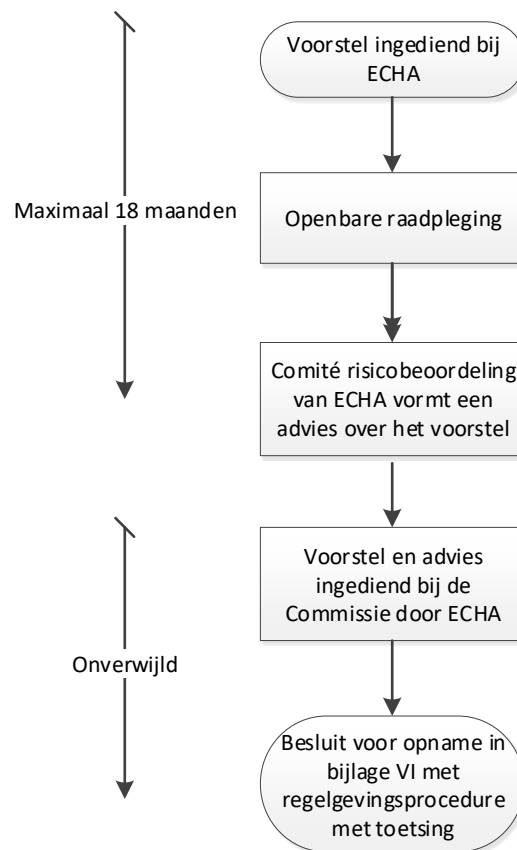 Voorstel ingediend bij
ECHA
Openbare raadpleging
Maximaal 18 maanden
Comité risicobeoordeling
van ECHA vormt een
advies over het voorstel
Voorstel en advies
ingediend bij de
Commissie door ECHA
Onverwijld
Besluit voor opname in
bijlage VI met
regelgevingsprocedure
met toetsing